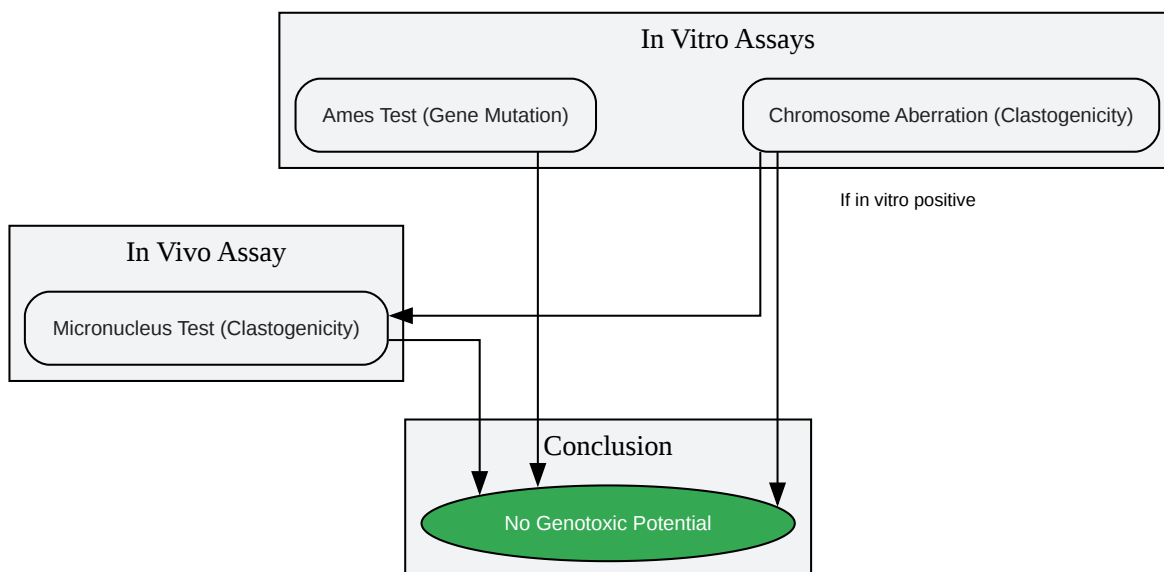 In Vitro Assays
Ames Test (Gene Mutation)
Chromosome Aberration (Clastogenicity)
If in vitro positive
In Vivo Assay
Micronucleus Test (Clastogenicity)
Conclusion
No Genotoxic Potential